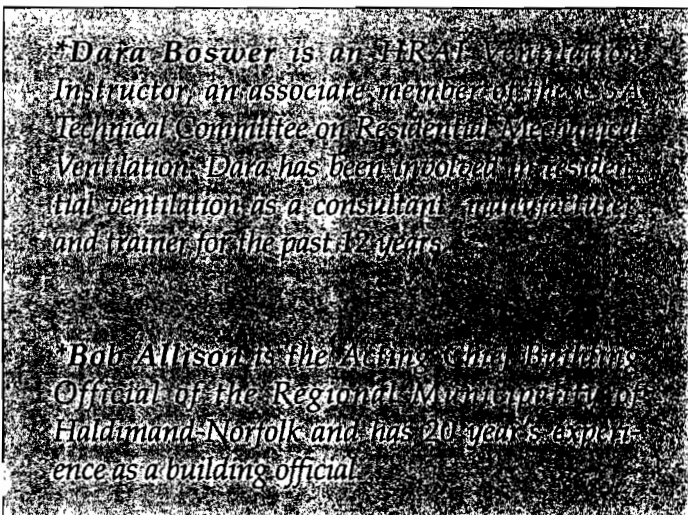 *Dara Boswer is an HRAI Ventilation
Instructor, an associate member of the CSA
Technical Committee on Residential Mechanical
Ventilation. Dara has been involved in residen-
tial ventilation as a consultant, manufacturer
and trainer for the past 12 years.
*Bob Allison is the Acting Chief Building
Official of the Regional Municipality of
Haldimand-Norfolk and has 20 year's experi-
ence as a building official.